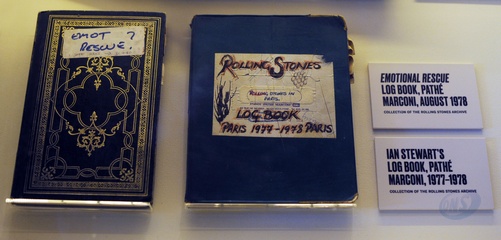 EMOT ?
RESCUE!
ROLLING STONES
ROLLING STONES IN
PARIS.
LOG BOOK
PARIS 1977-1978 PARIS
EMOTIONAL RESCUE
LOG BOOK, PATHÉ
MARCONI, AUGUST 1978
COLLECTION OF THE ROLLING STONES ARCHIVE
IAN STEWART'S
LOG BOOK, PATHÉ
MARCONI, 1977-1978
COLLECTION OF THE ROLLING STONES ARCHIVE